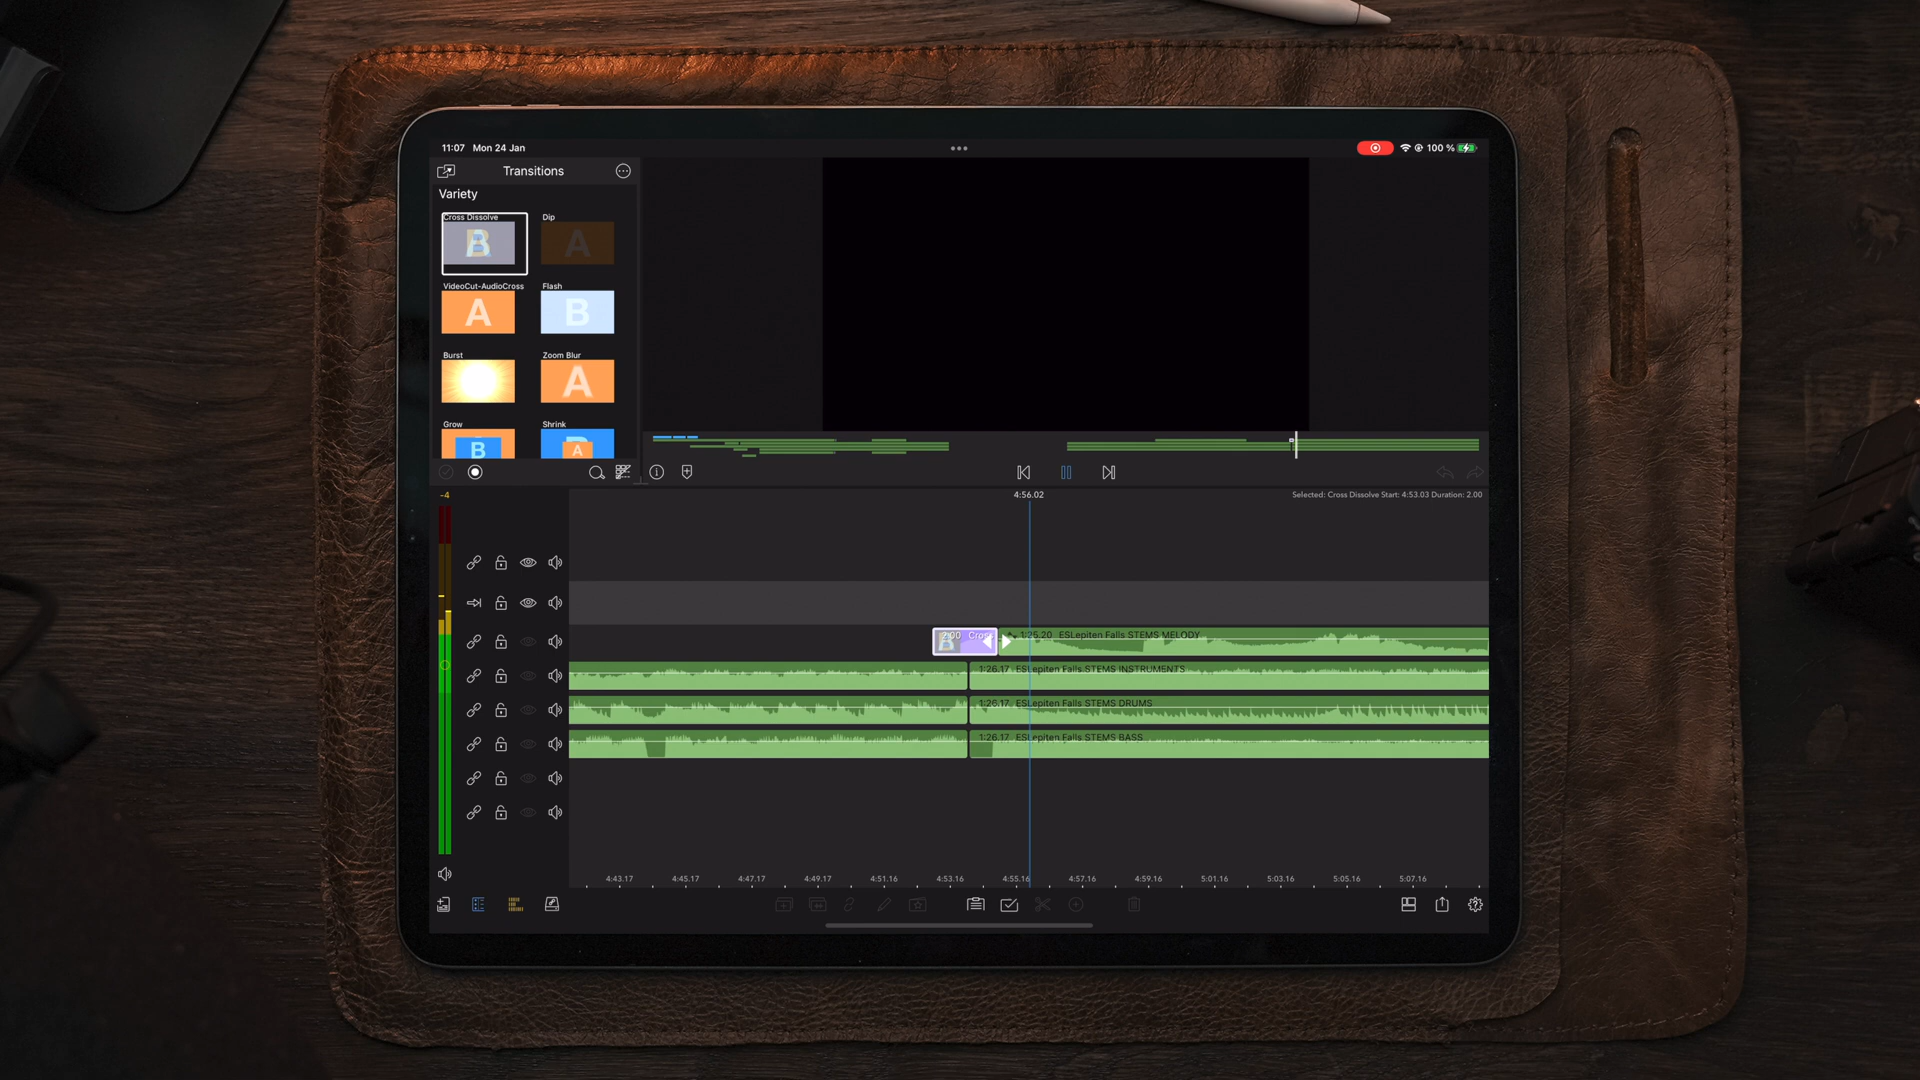 11:07 Mon 24 Jan
100 %
Transitions
Variety
Cross Dissolve
Dip
B
A
VideoCut-AudioCross
Flash
A
B
Burst
Zoom Blur
A
Grow
Shrink
B
A
-4
4:56.02
Selected: Cross Dissolve Start: 4:53.03 Duration: 2.00
2:00 Cros
1:25.20 ESLepiten Falls STEMS MELODY
1:26.17 ESLepiten Falls STEMS INSTRUMENTS
1:26.17 ESLepiten Falls STEMS DRUMS
1:26.17 ESLepiten Falls STEMS BASS
4:43.17 4:45.17 4:47.17 4:49.17 4:51.16 4:53.16 4:55.16 4:57.16 4:59.16 5:01.16 5:03.16 5:05.16 5:07.16